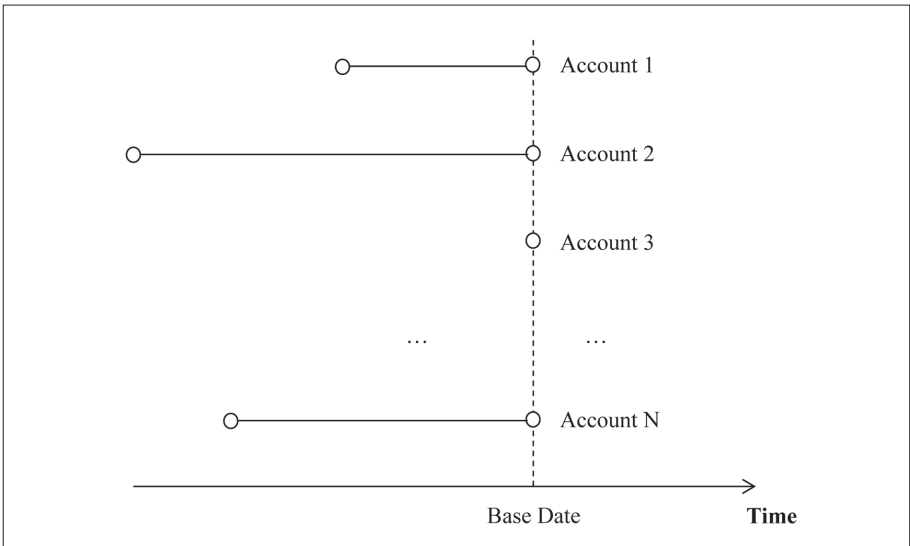 Account 1
Account 2
Account 3
... ...
Account N
Base Date Time